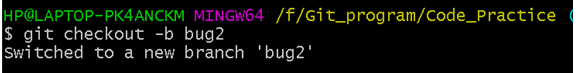 HP@LAPTOP-PK4ANCKM MINGW64 /f/Git_program/Code_Practice
$ git checkout -b bug2
Switched to a new branch 'bug2'